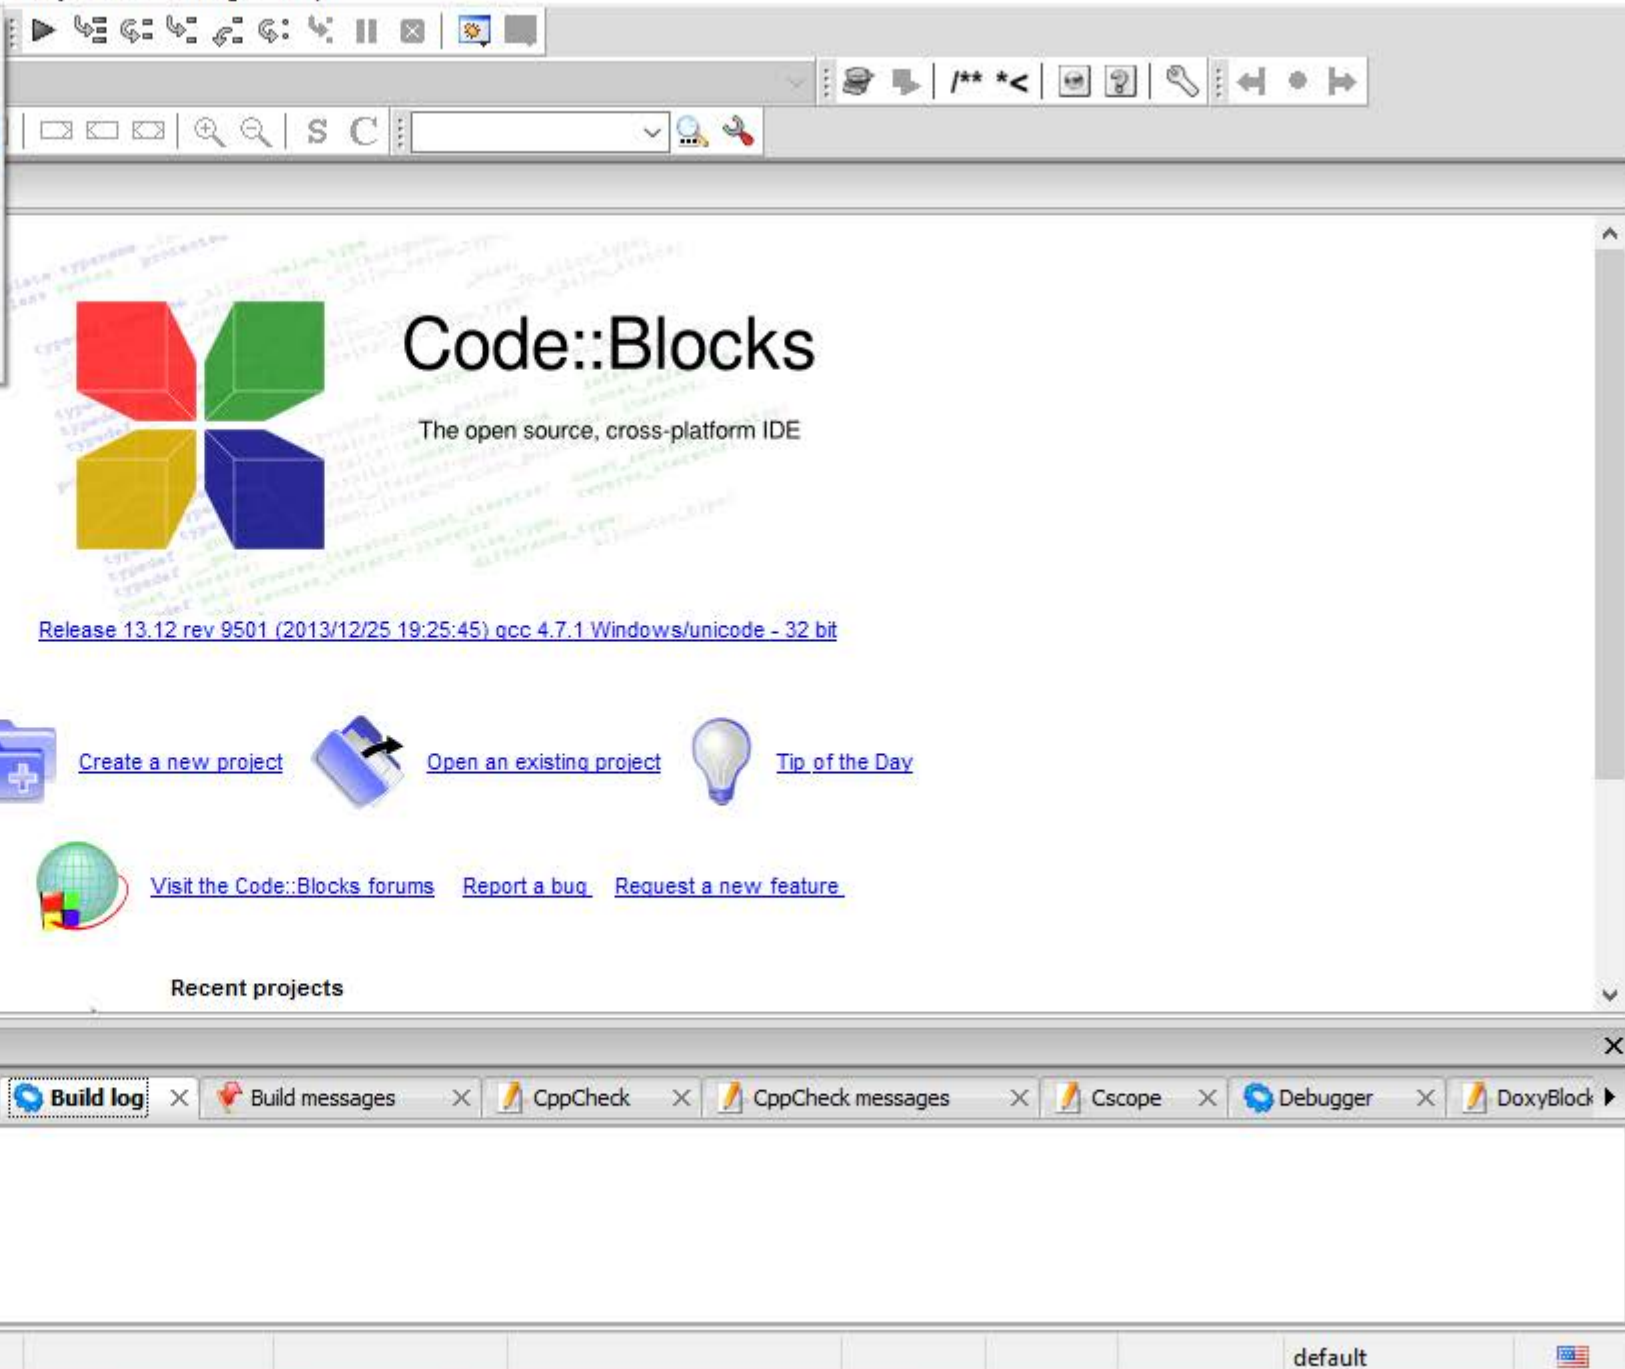 /** *<
S C
Code::Blocks
The open source, cross-platform IDE
Release 13.12 rev 9501 (2013/12/25 19:25:45) gcc 4.7.1 Windows/unicode - 32 bit
Create a new project Open an existing project Tip of the Day
Visit the Code::Blocks forums Report a bug Request a new feature
Recent projects
Build log Build messages CppCheck CppCheck messages Cscope Debugger DoxyBlock
default